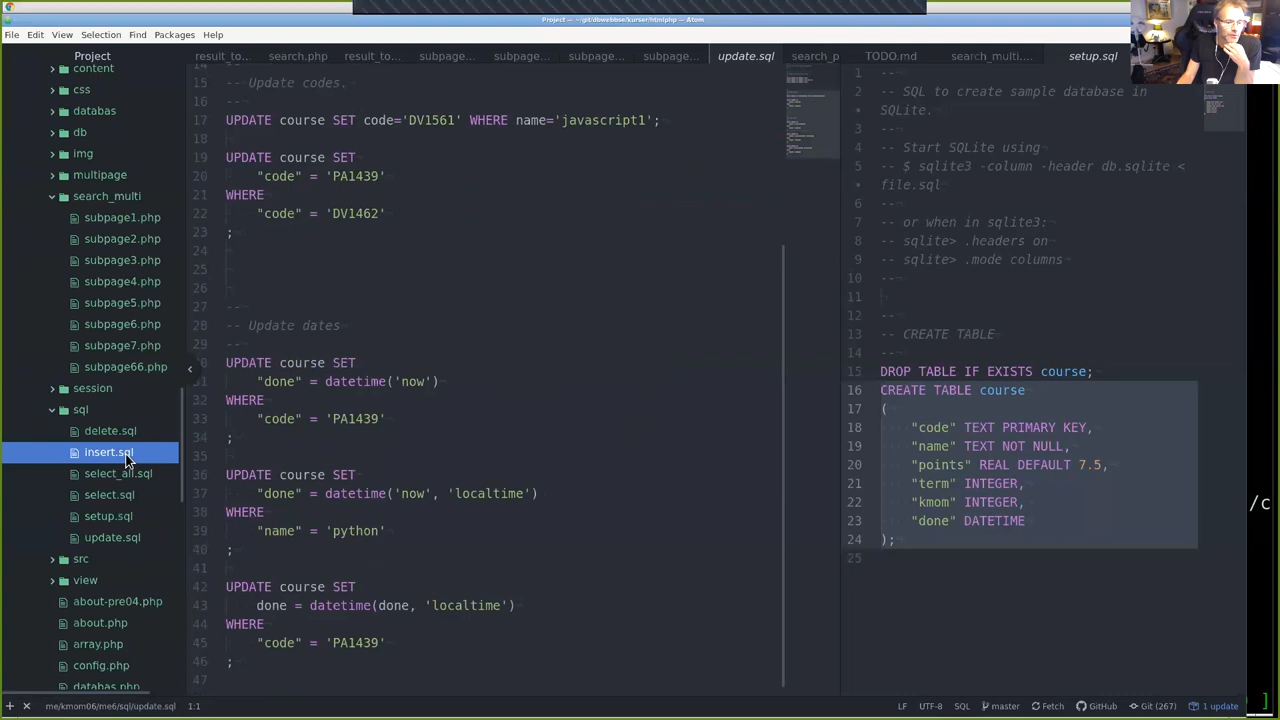 Project — ~/git/dbwebbse/kurser/htmlphp — Atom
File Edit View Selection Find Packages Help
Project
content
css
databas
db
img
multipage
search_multi
subpage1.php
subpage2.php
subpage3.php
subpage4.php
subpage5.php
subpage6.php
subpage7.php
subpage66.php
session
sql
delete.sql
insert.sql
select_all.sql
select.sql
setup.sql
update.sql
src
view
about-pre04.php
about.php
array.php
config.php
databas.php
result_to... search.php result_to... subpage... subpage... subpage... subpage... update.sql search_p TODO.md search_multi.... setup.sql
14 --
15 -- Update codes.
16 --
17 UPDATE course SET code='DV1561' WHERE name='javascript1';
18
19 UPDATE course SET
20 "code" = 'PA1439'
21 WHERE
22 "code" = 'DV1462'
23 ;
24
25
26
27 --
28 -- Update dates
29 --
30 UPDATE course SET
31 "done" = datetime('now')
32 WHERE
33 "code" = 'PA1439'
34 ;
35
36 UPDATE course SET
37 "done" = datetime('now', 'localtime')
38 WHERE
39 "name" = 'python'
40 ;
41
42 UPDATE course SET
43 done = datetime(done, 'localtime')
44 WHERE
45 "code" = 'PA1439'
46 ;
47
1 --
2 -- SQL to create sample database in
• SQLite.
3 --
4 -- Start SQLite using
5 -- $ sqlite3 -column -header db.sqlite <
• file.sql
6 --
7 -- or when in sqlite3:
8 -- sqlite> .headers on
9 -- sqlite> .mode columns
10 --
11
12 --
13 -- CREATE TABLE
14 --
15 DROP TABLE IF EXISTS course;
16 CREATE TABLE course
17 (
18 "code" TEXT PRIMARY KEY,
19 "name" TEXT NOT NULL,
20 "points" REAL DEFAULT 7.5,
21 "term" INTEGER,
22 "kmom" INTEGER,
23 "done" DATETIME
24 );
25
/c
]
me/kmom06/me6/sql/update.sql 1:1 LF UTF-8 SQL master Fetch GitHub Git (267) 1 update